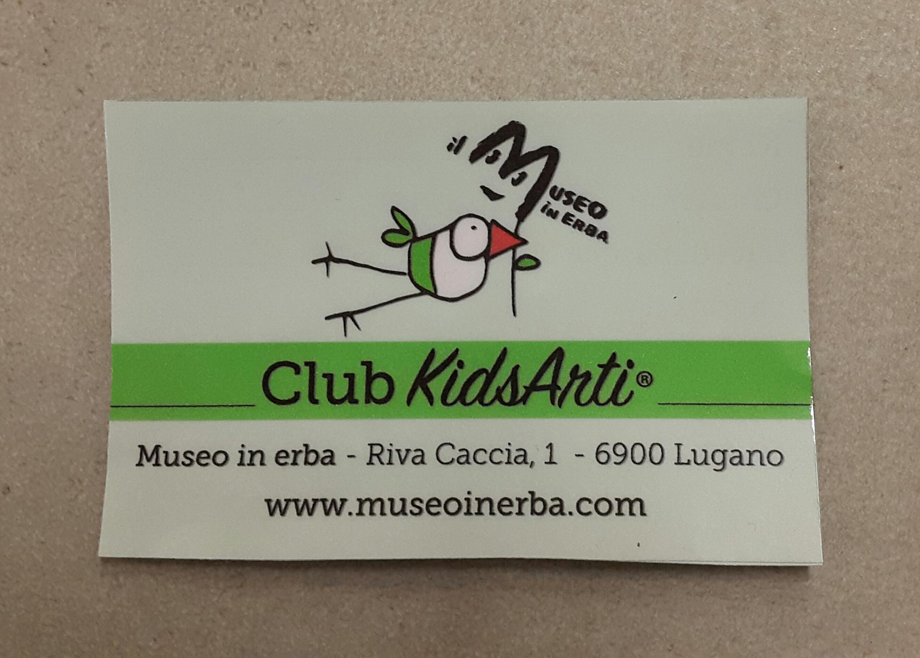 il Museo
in Erba
Club KidsArti®
Museo in erba - Riva Caccia, 1 - 6900 Lugano
www.museoinerba.com